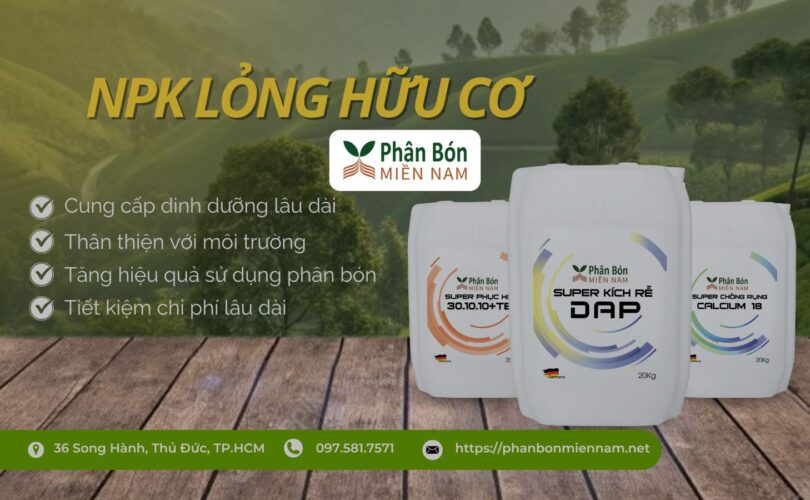 NPK LỎNG HỮU CƠ
Phân Bón
MIỀN NAM
Cung cấp dinh dưỡng lâu dài
Thân thiện với môi trường
Tăng hiệu quả sử dụng phân bón
Tiết kiệm chi phí lâu dài
SUPER PHỤC
30.10.10+TE
Phân Bón
MIỀN NAM
SUPER KÍCH RỄ
DAP
20Kg
Phân Bón
MIỀN NAM
SUPER CHỐNG RỤNG
CALCIUM 18
20Kg
36 Song Hành, Thủ Đức, TP.HCM
097.581.7571
https://phanbonmiennam.net